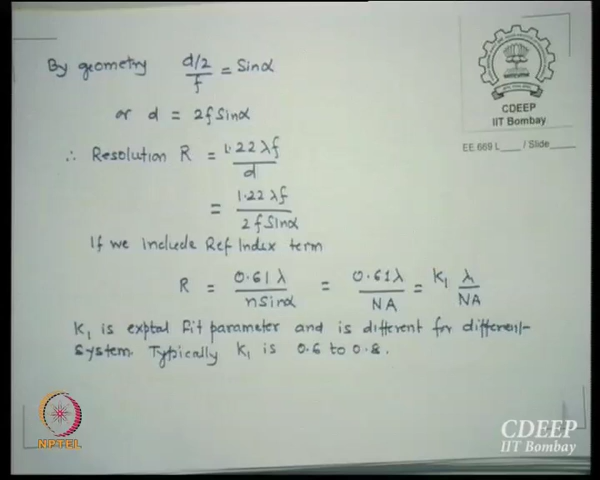 By geometry d/2 / f = Sinα
or d = 2f Sinα
∴ Resolution R = 1.22 λf / d
= 1.22 λf / 2f Sinα
If we include Ref Index term
R = 0.61 λ / n sinα = 0.61 λ / NA = K₁ λ / NA
K₁ is exptal Fit parameter and is different for different
system. Typically K₁ is 0.6 to 0.8.
CDEEP
IIT Bombay
EE 669 L____ / Slide_____
NPTEL
CDEEP
IIT Bombay